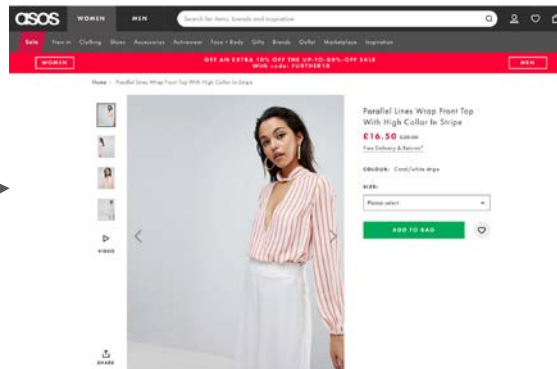 asos
WOMEN
MEN
Search for items, brands and inspiration
Sale New in Clothing Shoes Accessories Activewear Face + Body Gifts Brands Outlet Marketplace Inspiration
WOMEN
GET AN EXTRA 10% OFF THE UP-TO-60%-OFF SALE
With code: FURTHER10
MEN
Home › Parallel Lines Wrap Front Top With High Collar In Stripe
Parallel Lines Wrap Front Top
With High Collar In Stripe
£16.50
Free Delivery & Returns*
COLOUR: Coral/white stripe
SIZE:
Please select
ADD TO BAG
VIDEO
SHARE